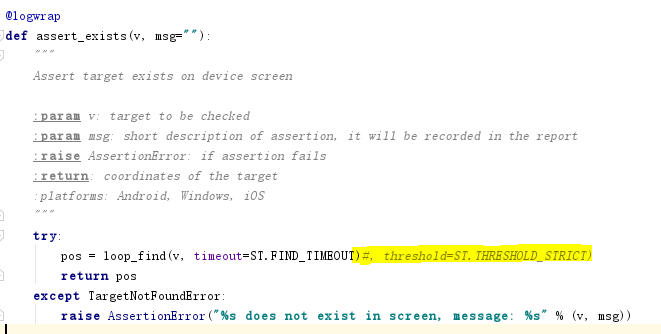 @logwrap
def assert_exists(v, msg=""):
"""
Assert target exists on device screen
:param v: target to be checked
:param msg: short description of assertion, it will be recorded in the report
:raise AssertionError: if assertion fails
:return: coordinates of the target
:platforms: Android, Windows, iOS
"""
try:
pos = loop_find(v, timeout=ST.FIND_TIMEOUT)#, threshold=ST.THRESHOLD_STRICT)
return pos
except TargetNotFoundError:
raise AssertionError("%s does not exist in screen, message: %s" % (v, msg))